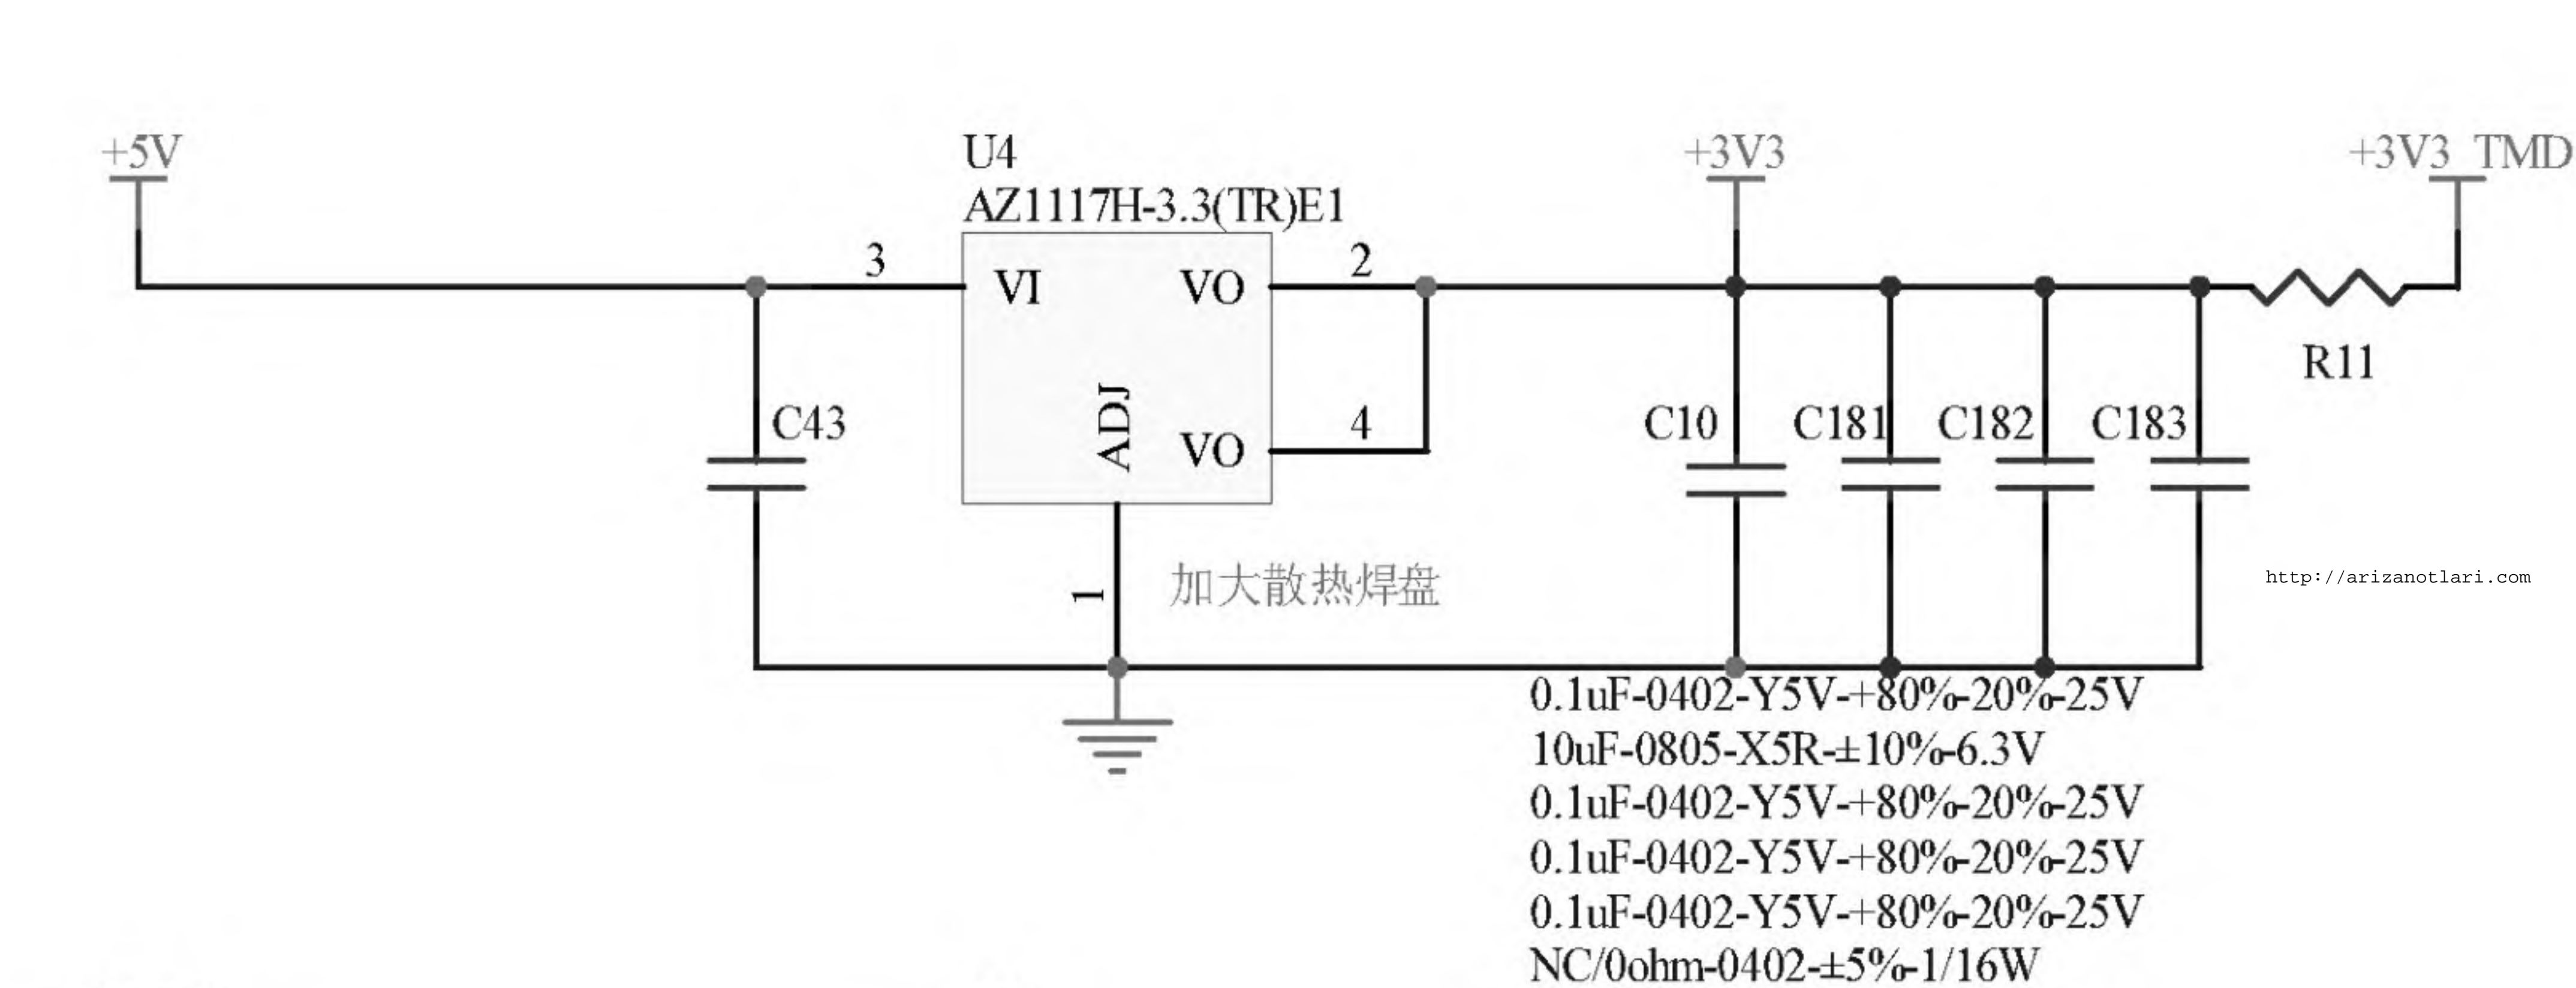 +5V
U4
AZ1117H-3.3(TR)E1
+3V3
+3V3_TMD
3
VI
VO
2
R11
C43
ADJ
VO
4
C10
C181
C182
C183
1
加大散热焊盘
http://arizanotlari.com
0.1uF-0402-Y5V-+80%-20%-25V
10uF-0805-X5R-±10%-6.3V
0.1uF-0402-Y5V-+80%-20%-25V
0.1uF-0402-Y5V-+80%-20%-25V
0.1uF-0402-Y5V-+80%-20%-25V
NC/0ohm-0402-±5%-1/16W